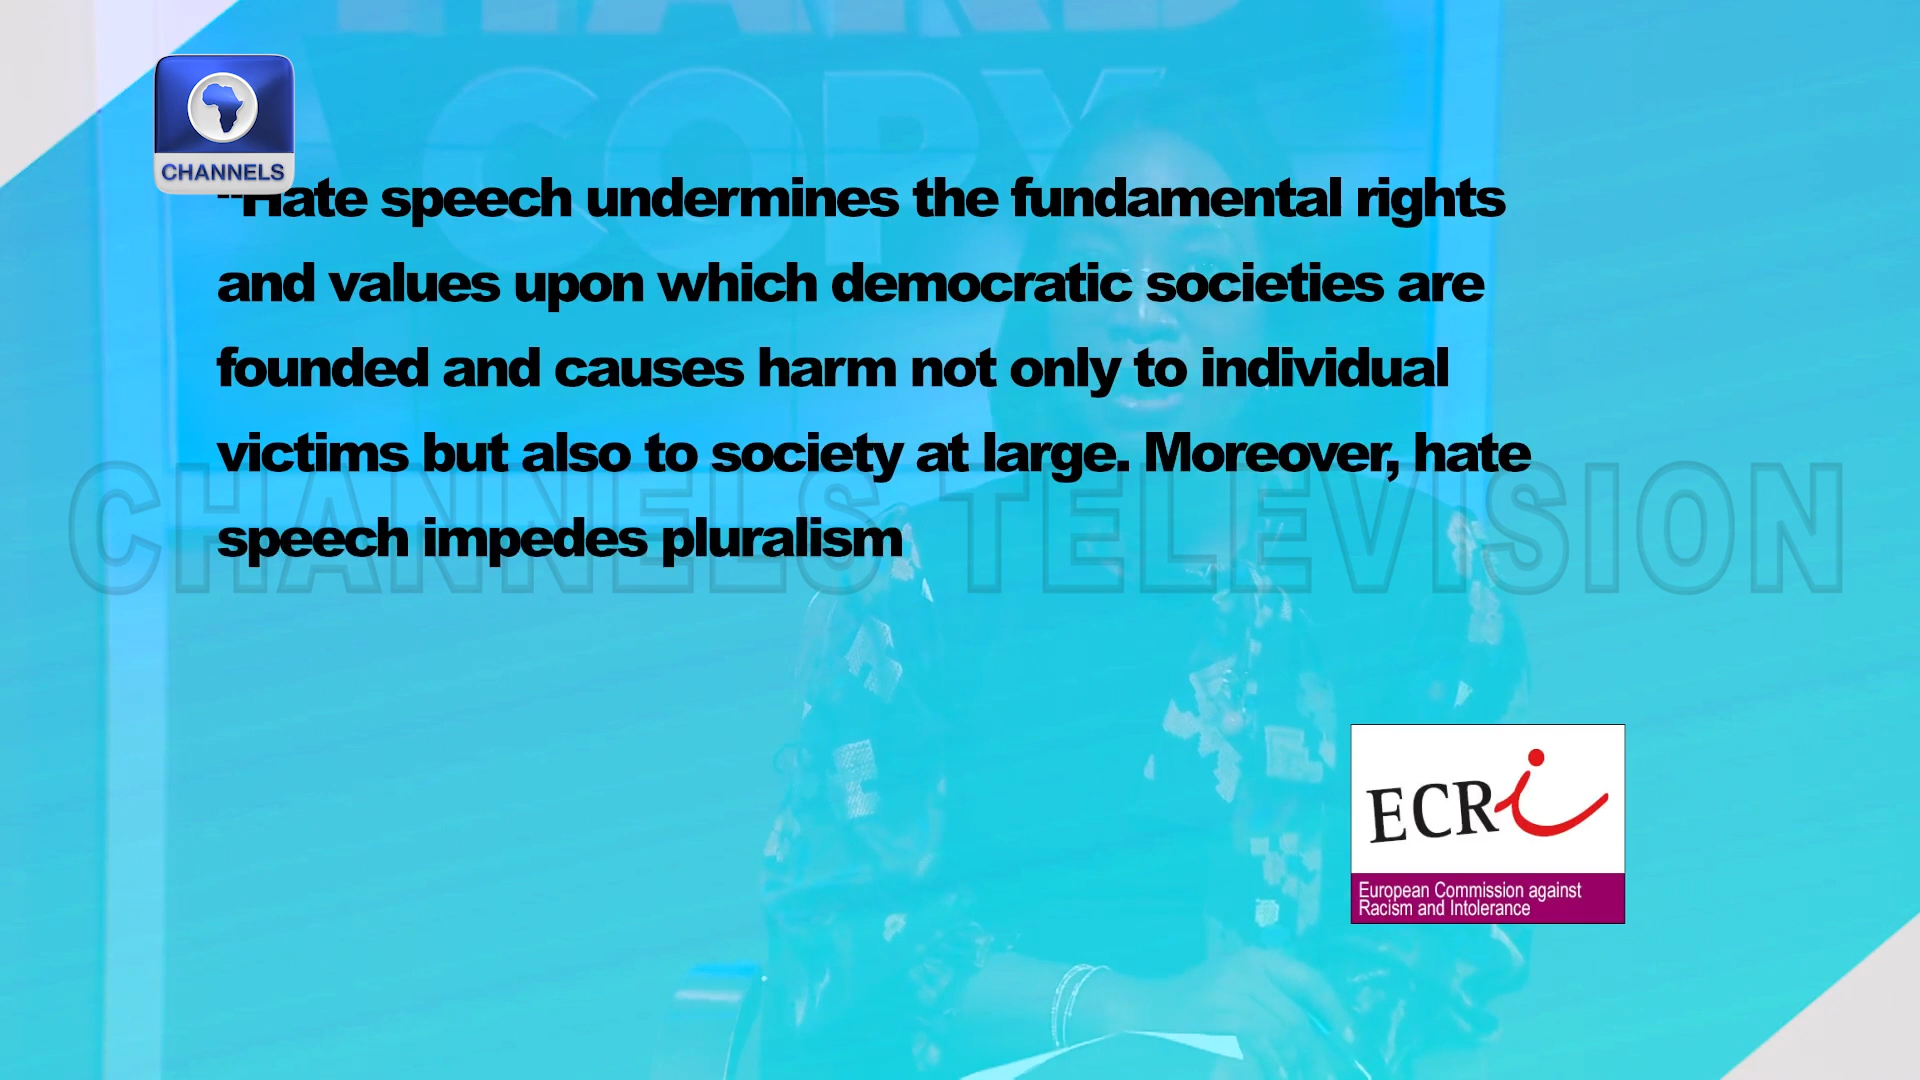 HARD
COPY
CHANNELS
"Hate speech undermines the fundamental rights
and values upon which democratic societies are
founded and causes harm not only to individual
victims but also to society at large. Moreover, hate
speech impedes pluralism
CHANNELS TELEVISION
ECRi
European Commission against
Racism and Intolerance